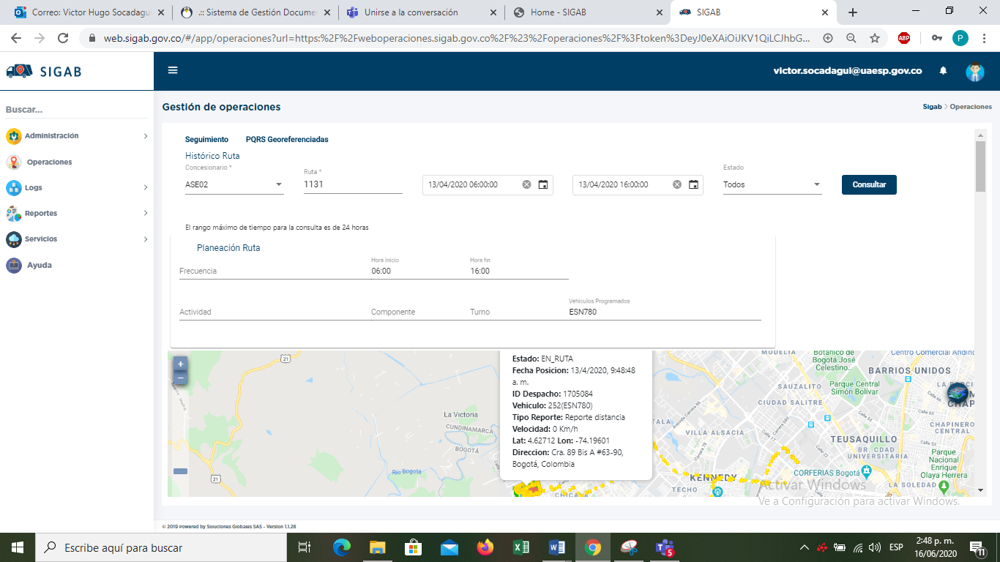 Correo: Victor Hugo Socadagu
.:: Sistema de Gestión Documen
Unirse a la conversación
Home - SIGAB
SIGAB
web.sigab.gov.co/#/app/operaciones?url=https:%2F%2Fweboperaciones.sigab.gov.co%2F%23%2Foperaciones%2F%3Ftoken%3DeyJ0eXAiOiJKV1QiLCJhbG...
ABP
P
SIGAB
victor.socadagui@uaesp.gov.co
Buscar...
Administración
Operaciones
Logs
Reportes
Servicios
Ayuda
Gestión de operaciones
Sigab > Operaciones
Seguimiento PQRS Georeferenciadas
Histórico Ruta
Concesionario *
ASE02
Ruta *
1131
13/04/2020 06:00:00
13/04/2020 16:00:00
Estado
Todos
Consultar
El rango máximo de tiempo para la consulta es de 24 horas
Planeación Ruta
Frecuencia
Hora Inicio
06:00
Hora fin
16:00
Actividad
Componente
Turno
Vehiculos Programados
ESN780
+
−
21
21
La Victoria
CUNDINAMARCA
BOGOTÁ
Río Bogotá
Estado: EN_RUTA
Fecha Posicion: 13/4/2020, 9:48:48
a. m.
ID Despacho: 1705084
Vehiculo: 252(ESN780)
Tipo Reporte: Reporte distancia
Velocidad: 0 Km/h
Lat: 4.62712 Lon: -74.19601
Direccion: Cra. 89 Bis A #63-90,
Bogotá, Colombia
MODELIA
Botánico de
Bogotá José
Celestino...
Centro Comercial Andino
BARRIOS UNIDOS
SAUZALITO
Parque Central
Simón Bolívar
CIUDAD SALITRE
CHAPINERO
CENTRAL
VILLA ALSACIA
TEUSAQUILLO
BR. CDAD
UNIVERSITARIA
Parque
Nacional
Enrique
Olaya Herrera
CORFERIAS Bogotá
KENNEDY
TECHO
LA SOLEDAD
Activar Windows
Ve a Configuración para activar Windows.
© 2019 Powered by Soluciones Globales SAS - Version 1.1.28
Escribe aquí para buscar
5
ESP
2:48 p. m.
16/06/2020
11